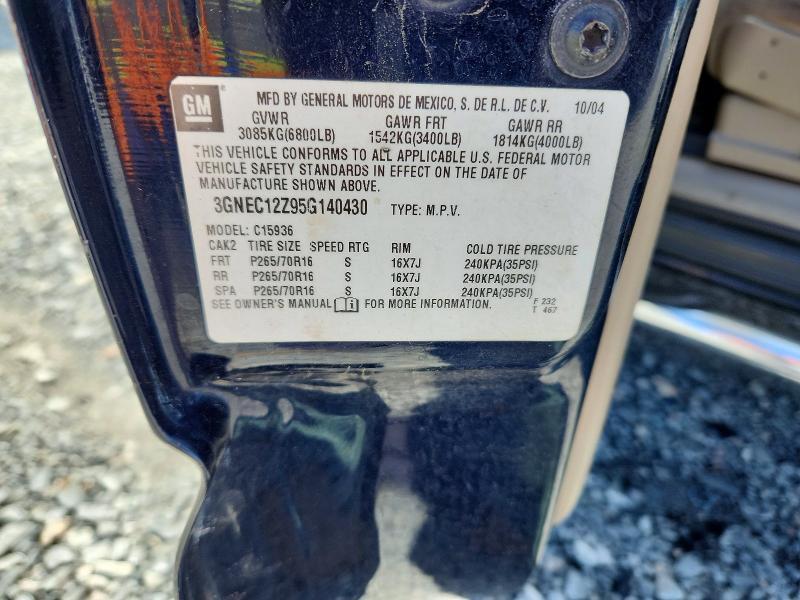 GM
MFD BY GENERAL MOTORS DE MEXICO, S. DE R.L. DE C.V. 10/04
GVWR GAWR FRT GAWR RR
3085KG(6800LB) 1542KG(3400LB) 1814KG(4000LB)
THIS VEHICLE CONFORMS TO ALL APPLICABLE U.S. FEDERAL MOTOR
VEHICLE SAFETY STANDARDS IN EFFECT ON THE DATE OF
MANUFACTURE SHOWN ABOVE.
3GNEC12Z95G140430 TYPE: M.P.V.
MODEL: C15936
CAK2 TIRE SIZE SPEED RTG RIM COLD TIRE PRESSURE
FRT P265/70R16 S 16X7J 240KPA(35PSI)
RR P265/70R16 S 16X7J 240KPA(35PSI)
SPA P265/70R16 S 16X7J 240KPA(35PSI)
SEE OWNER'S MANUAL FOR MORE INFORMATION. F 232
T 467